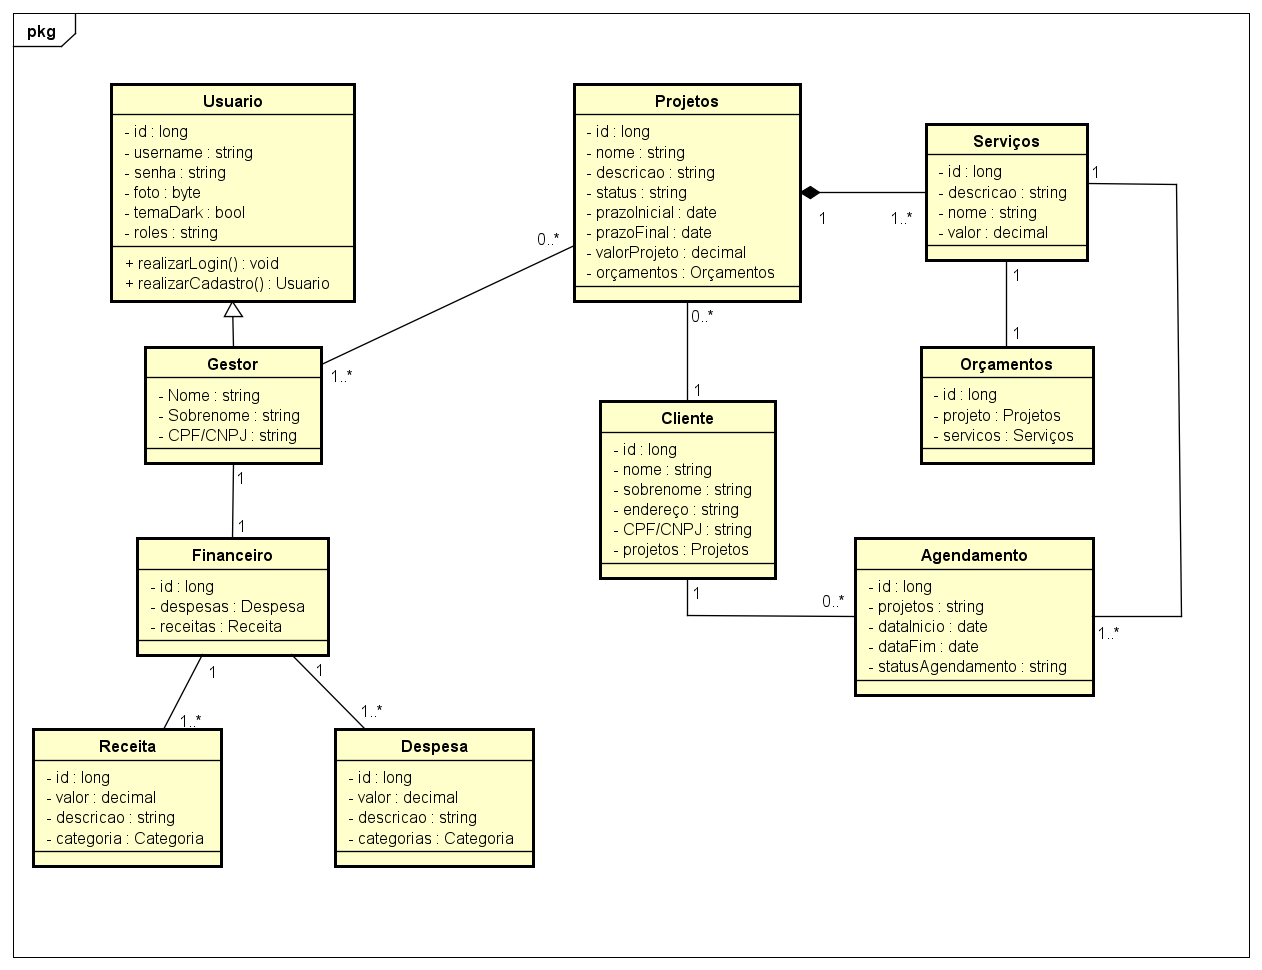 pkg
Usuario
- id : long
- username : string
- senha : string
- foto : byte
- temaDark : bool
- roles : string
+ realizarLogin() : void
+ realizarCadastro() : Usuario
Projetos
- id : long
- nome : string
- descricao : string
- status : string
- prazoInicial : date
- prazoFinal : date
- valorProjeto : decimal
- orçamentos : Orçamentos
Serviços
- id : long
- descricao : string
- nome : string
- valor : decimal
1
1
1..*
0..*
1..*
0..*
1
1
1
Gestor
- Nome : string
- Sobrenome : string
- CPF/CNPJ : string
Cliente
- id : long
- nome : string
- sobrenome : string
- endereço : string
- CPF/CNPJ : string
- projetos : Projetos
Orçamentos
- id : long
- projeto : Projetos
- servicos : Serviços
1
1
Financeiro
- id : long
- despesas : Despesa
- receitas : Receita
1
0..*
Agendamento
- id : long
- projetos : string
- dataInicio : date
- dataFim : date
- statusAgendamento : string
1..*
1
1
1..*
1..*
Receita
- id : long
- valor : decimal
- descricao : string
- categoria : Categoria
Despesa
- id : long
- valor : decimal
- descricao : string
- categorias : Categoria